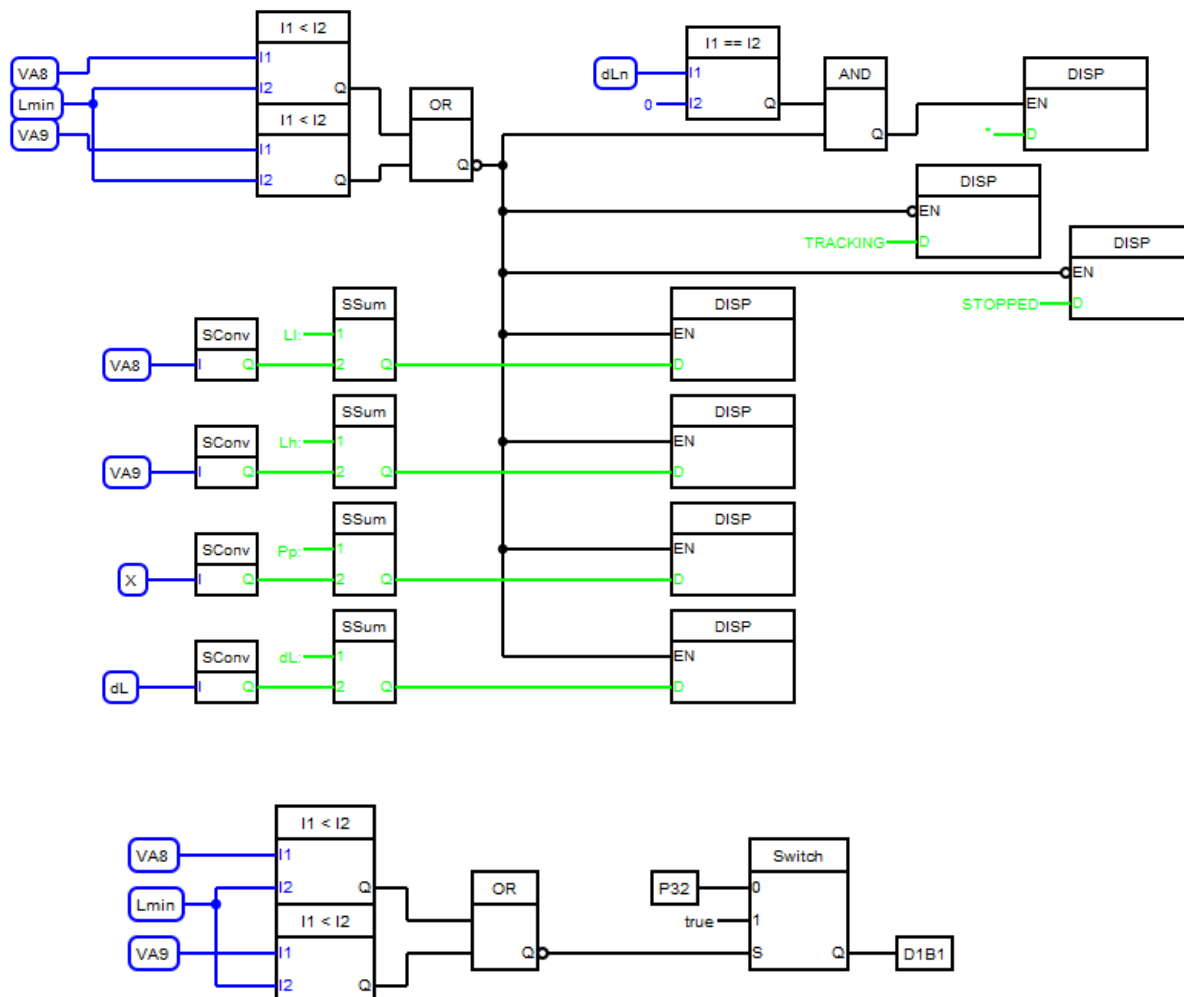 I1 < I2
VA8
I1
Lmin
I2
Q
I1 < I2
VA9
I1
I2
Q
OR
Q
I1 == I2
dLn
I1
0
I2
Q
AND
Q
DISP
EN
*
D
DISP
EN
TRACKING
D
DISP
EN
STOPPED
D
SSum
SConv
Ll:
1
VA8
I
Q
2
Q
DISP
EN
D
SSum
SConv
Lh:
1
VA9
I
Q
2
Q
DISP
EN
D
SSum
SConv
Pp:
1
X
I
Q
2
Q
DISP
EN
D
SSum
SConv
dL:
1
dL
I
Q
2
Q
DISP
EN
D
I1 < I2
VA8
I1
Lmin
I2
Q
I1 < I2
VA9
I1
I2
Q
OR
Q
Switch
P32
0
true
1
S
Q
D1B1